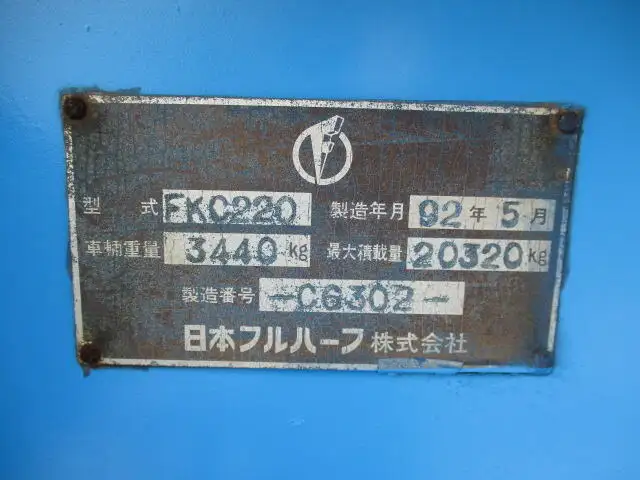 型式 FKC220 製造年月 92年5月
車輌重量 3440kg 最大積載量 20320kg
製造番号 -C6302-
日本フルハーフ株式会社